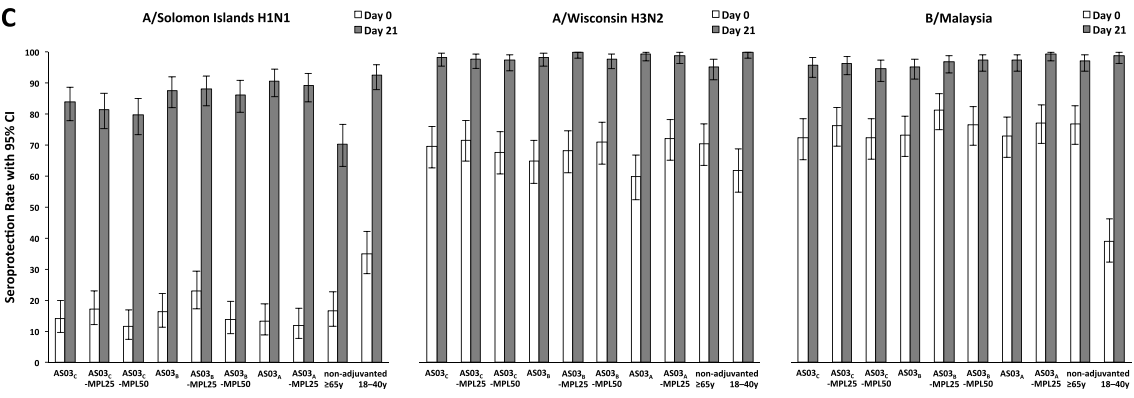 C
A/Solomon Islands H1N1
Day 0
Day 21
A/Wisconsin H3N2
Day 0
Day 21
B/Malaysia
Day 0
Day 21
Seroprotection Rate with 95% CI
100
90
80
70
60
50
40
30
20
10
0
AS03C AS03C AS03C AS03B AS03B AS03B AS03A AS03A non-adjuvanted
-MPL25 -MPL50 -MPL25 -MPL50 -MPL25 ≥65y 18–40y
AS03C AS03C AS03C AS03B AS03B AS03B AS03A AS03A non-adjuvanted
-MPL25 -MPL50 -MPL25 -MPL50 -MPL25 ≥65y 18–40y
AS03C AS03C AS03C AS03B AS03B AS03B AS03A AS03A non-adjuvanted
-MPL25 -MPL50 -MPL25 -MPL50 -MPL25 ≥65y 18–40y